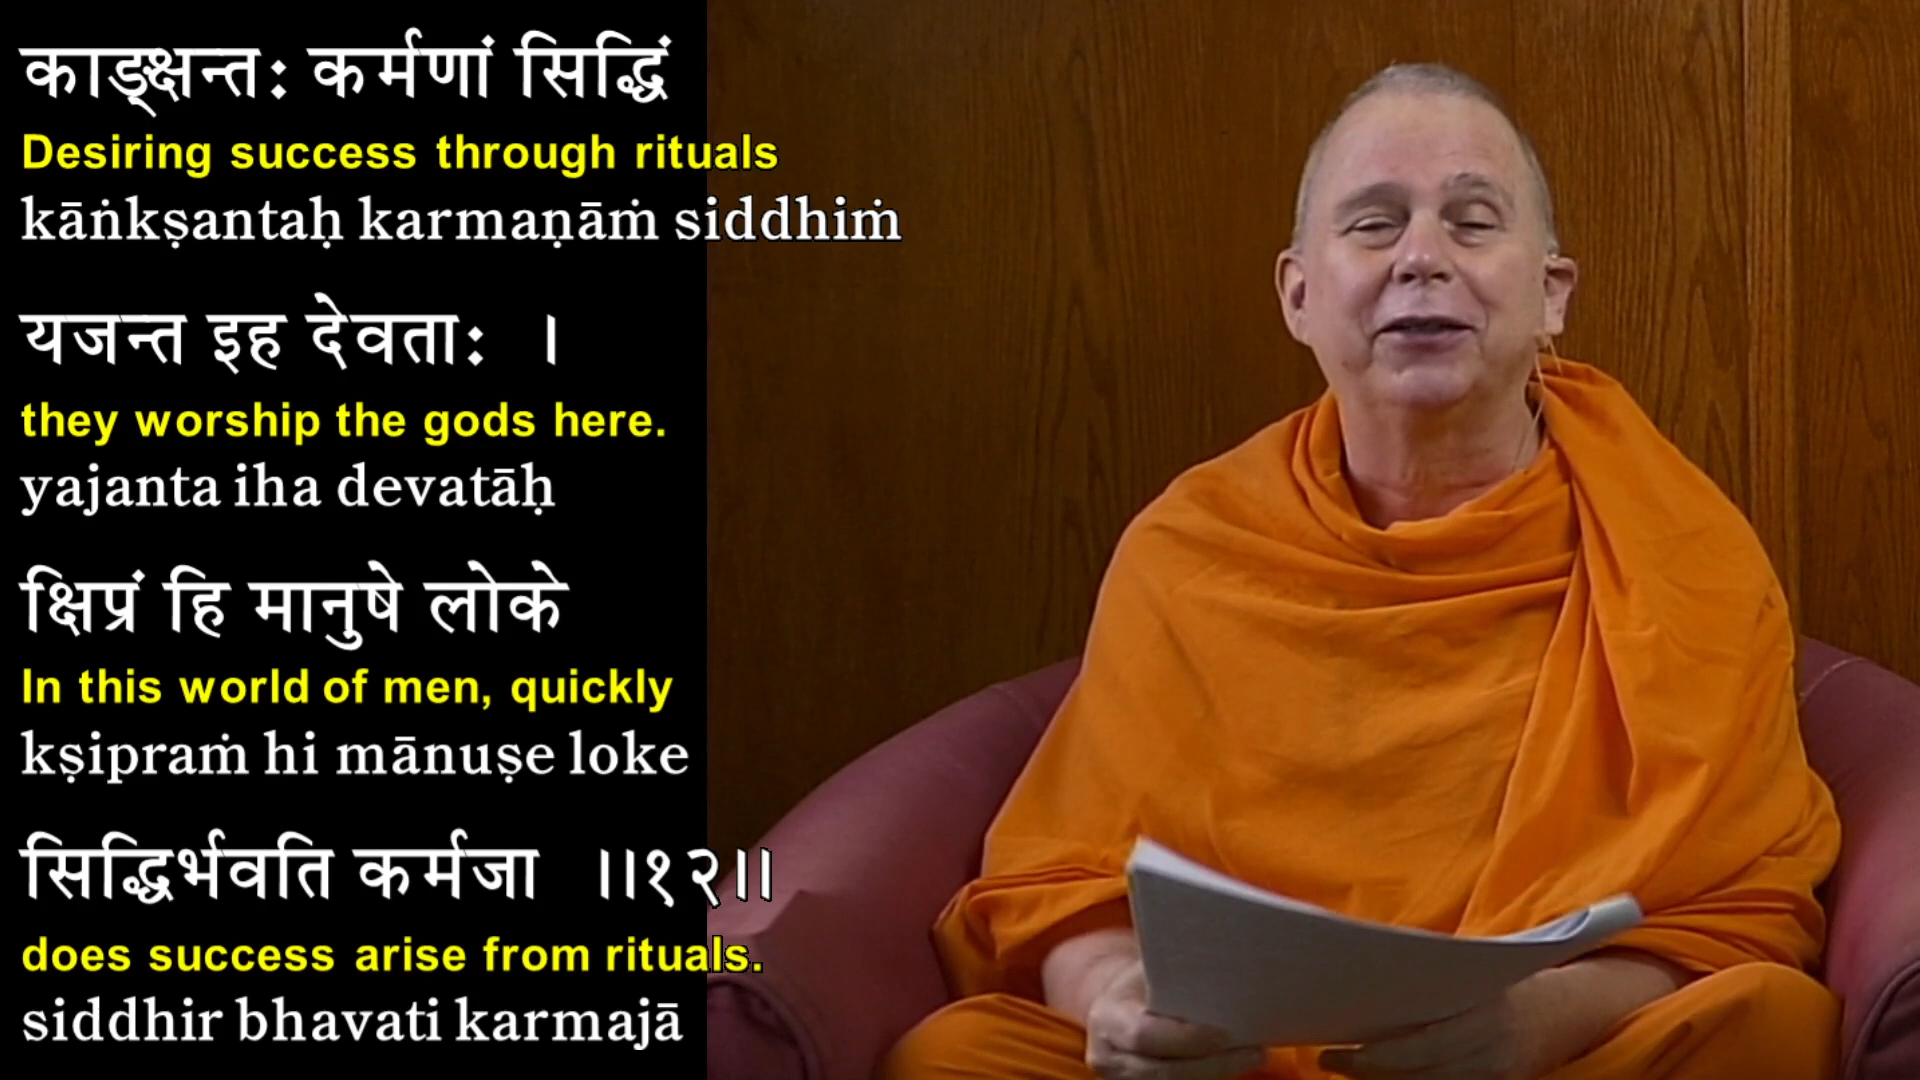 काङ्क्षन्तः कर्मणां सिद्धिं
Desiring success through rituals
kāṅkṣantaḥ karmaṇāṁ siddhiṁ
यजन्त इह देवताः ।
they worship the gods here.
yajanta iha devatāḥ
क्षिप्रं हि मानुषे लोके
In this world of men, quickly
kṣipraṁ hi mānuṣe loke
सिद्धिर्भवति कर्मजा ॥१२॥
does success arise from rituals.
siddhir bhavati karmajā